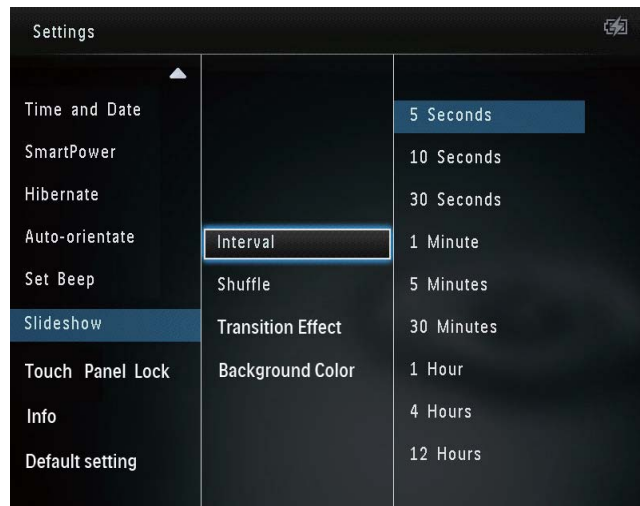 Settings
Time and Date
SmartPower
Hibernate
Auto-orientate
Set Beep
Slideshow
Touch Panel Lock
Info
Default setting
Interval
Shuffle
Transition Effect
Background Color
5 Seconds
10 Seconds
30 Seconds
1 Minute
5 Minutes
30 Minutes
1 Hour
4 Hours
12 Hours